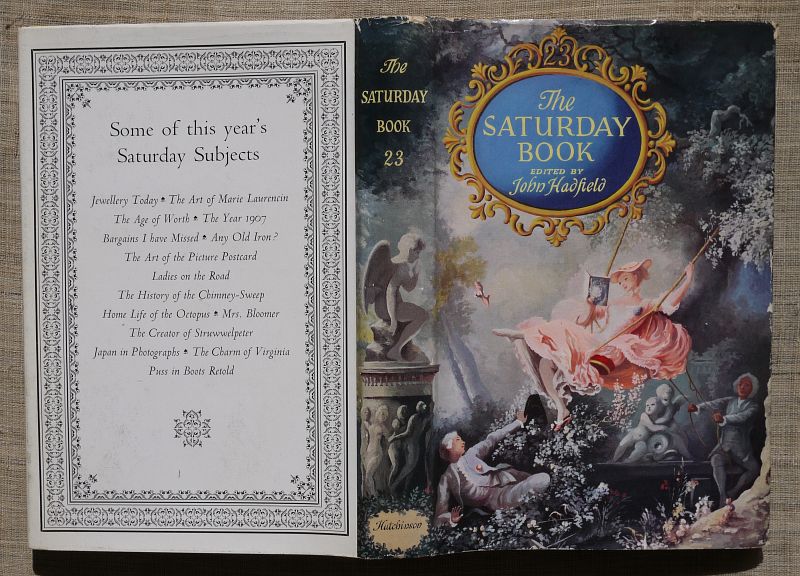 Some of this year's
Saturday Subjects
Jewellery Today ♠ The Art of Marie Laurencin
The Age of Worth ♠ The Year 1907
Bargains I have Missed ♠ Any Old Iron?
The Art of the Picture Postcard
Ladies on the Road
The History of the Chimney-Sweep
Home Life of the Octopus ♠ Mrs. Bloomer
The Creator of Struwwelpeter
Japan in Photographs ♠ The Charm of Virginia
Puss in Boots Retold
1
The
SATURDAY
BOOK
23
Hutchinson
23
The
SATURDAY
BOOK
EDITED BY
John Hadfield